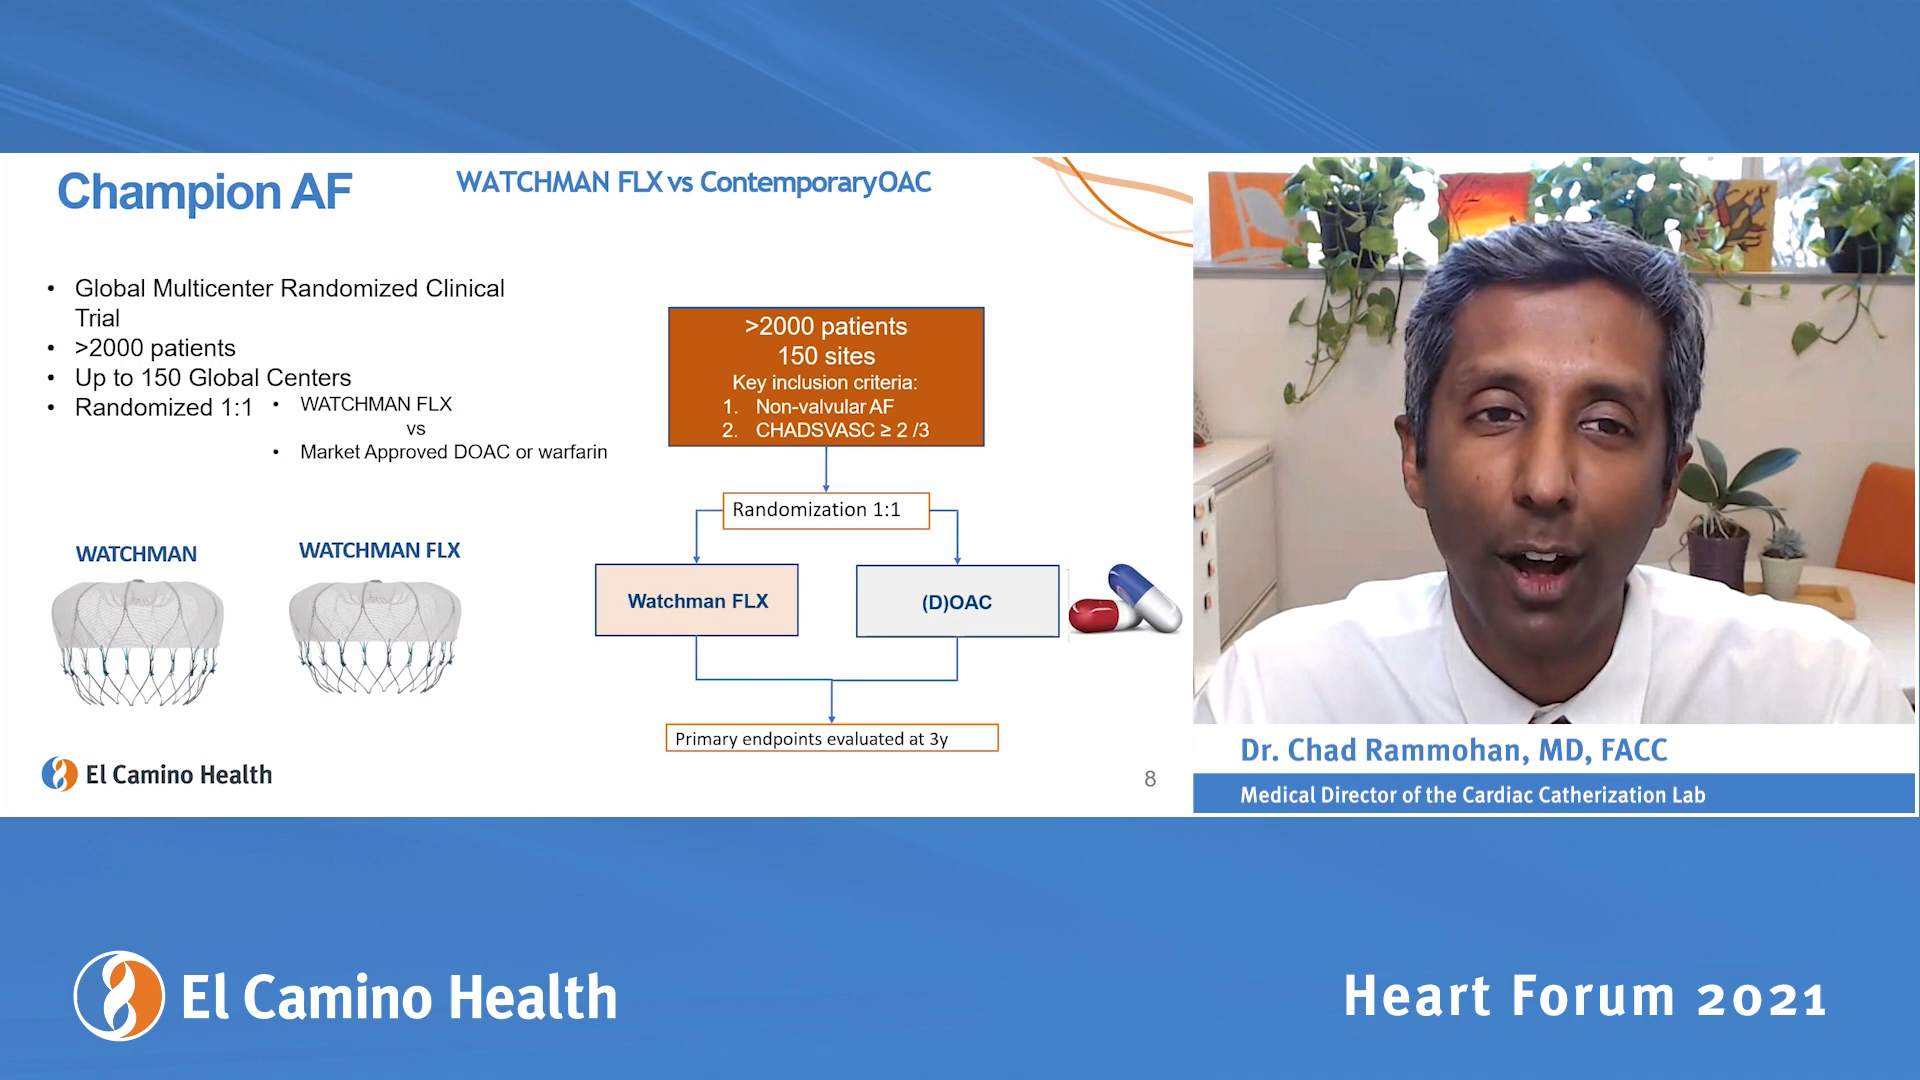 Champion AF
WATCHMAN FLX vs ContemporaryOAC
• Global Multicenter Randomized Clinical
Trial
• >2000 patients
• Up to 150 Global Centers
• Randomized 1:1
• WATCHMAN FLX
vs
• Market Approved DOAC or warfarin
WATCHMAN
WATCHMAN FLX
>2000 patients
150 sites
Key inclusion criteria:
1. Non-valvular AF
2. CHADSVASC ≥ 2 /3
Randomization 1:1
Watchman FLX
(D)OAC
Primary endpoints evaluated at 3y
El Camino Health
8
Dr. Chad Rammohan, MD, FACC
Medical Director of the Cardiac Catherization Lab
El Camino Health
Heart Forum 2021